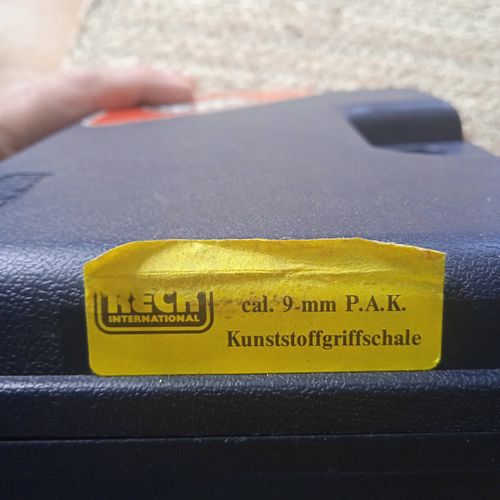 RECK
INTERNATIONAL
cal. 9-mm P.A.K.
Kunststoffgriffschale